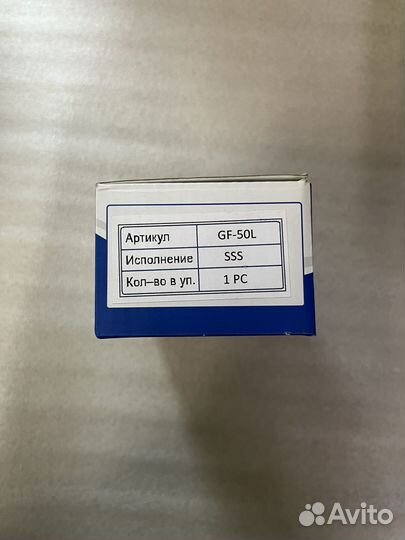 Артикул GF-50L
Исполнение SSS
Кол-во в уп. 1 PC
Avito